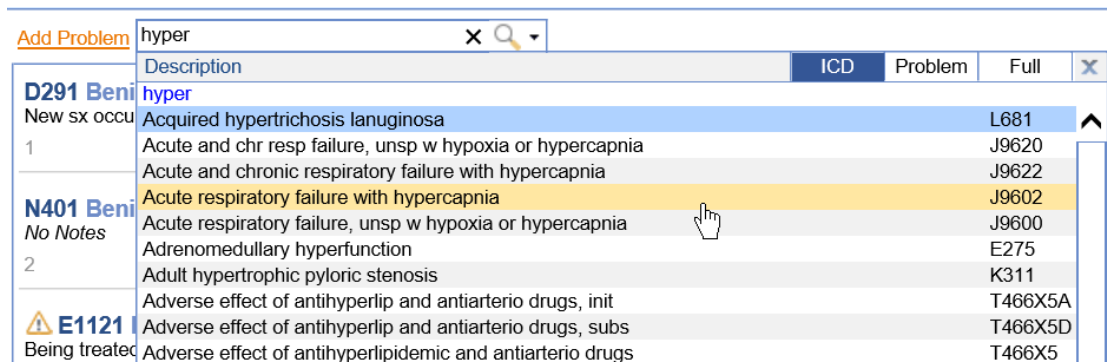 Add Problem hyper
Description ICD Problem Full X
hyper
D291 Beni
New sx occu
1
N401 Beni
No Notes
2
E1121
Being treated
Acquired hypertrichosis lanuginosa L681
Acute and chr resp failure, unsp w hypoxia or hypercapnia J9620
Acute and chronic respiratory failure with hypercapnia J9622
Acute respiratory failure with hypercapnia J9602
Acute respiratory failure, unsp w hypoxia or hypercapnia J9600
Adrenomedullary hyperfunction E275
Adult hypertrophic pyloric stenosis K311
Adverse effect of antihyperlip and antiarterio drugs, init T466X5A
Adverse effect of antihyperlip and antiarterio drugs, subs T466X5D
Adverse effect of antihyperlipidemic and antiarterio drugs T466X5